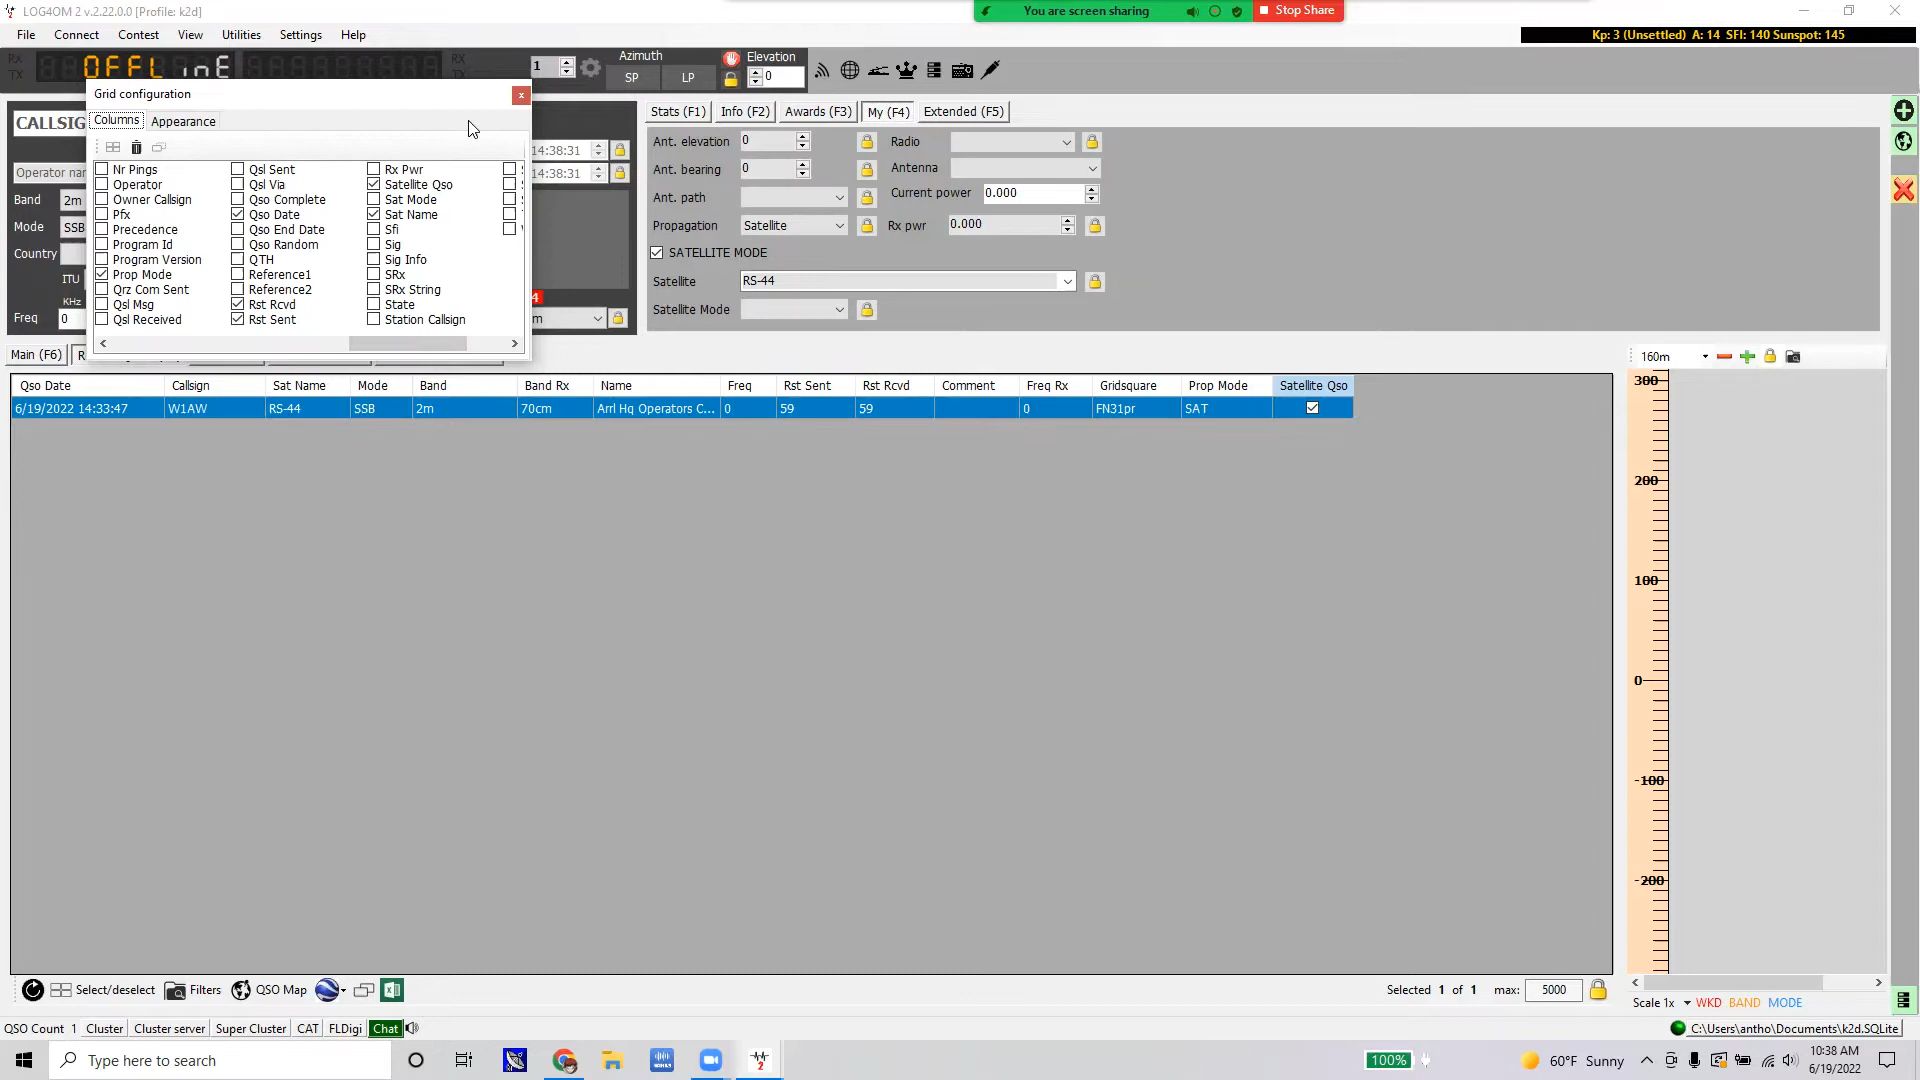 LOG4OM 2 v.2.22.0.0 [Profile: k2d]
You are screen sharing
Stop Share
File Connect Contest View Utilities Settings Help
Kp: 3 (Unsettled) A: 14 SFI: 140 Sunspot: 145
RX
TX
OFFLinE
RX
TX
1
Azimuth
SP LP
Elevation
0
Grid configuration
x
Columns Appearance
Nr Pings
Operator
Owner Callsign
Pfx
Precedence
Program Id
Program Version
Prop Mode
Qrz Com Sent
Qsl Msg
Qsl Received
Qsl Sent
Qsl Via
Qso Complete
Qso Date
Qso End Date
Qso Random
QTH
Reference1
Reference2
Rst Rcvd
Rst Sent
Rx Pwr
Satellite Qso
Sat Mode
Sat Name
Sfi
Sig
Sig Info
SRx
SRx String
State
Station Callsign
CALLSIG
Operator nar
Band 2m
Mode SSB
Country
ITU
KHz
Freq 0
14:38:31
14:38:31
4
m
Stats (F1) Info (F2) Awards (F3) My (F4) Extended (F5)
Ant. elevation 0 Radio
Ant. bearing 0 Antenna
Ant. path Current power 0.000
Propagation Satellite Rx pwr 0.000
SATELLITE MODE
Satellite RS-44
Satellite Mode
Main (F6) R
160m
Qso Date Callsign Sat Name Mode Band Band Rx Name Freq Rst Sent Rst Rcvd Comment Freq Rx Gridsquare Prop Mode Satellite Qso
6/19/2022 14:33:47 W1AW RS-44 SSB 2m 70cm Arrl Hq Operators C... 0 59 59 0 FN31pr SAT
300
200
100
0
-100
-200
Select/deselect Filters QSO Map
Selected 1 of 1 max: 5000
Scale 1x WKD BAND MODE
QSO Count 1 Cluster Cluster server Super Cluster CAT FLDigi Chat
C:\Users\antho\Documents\k2d.SQLite
Type here to search
2
100%
60°F Sunny
10:38 AM
6/19/2022